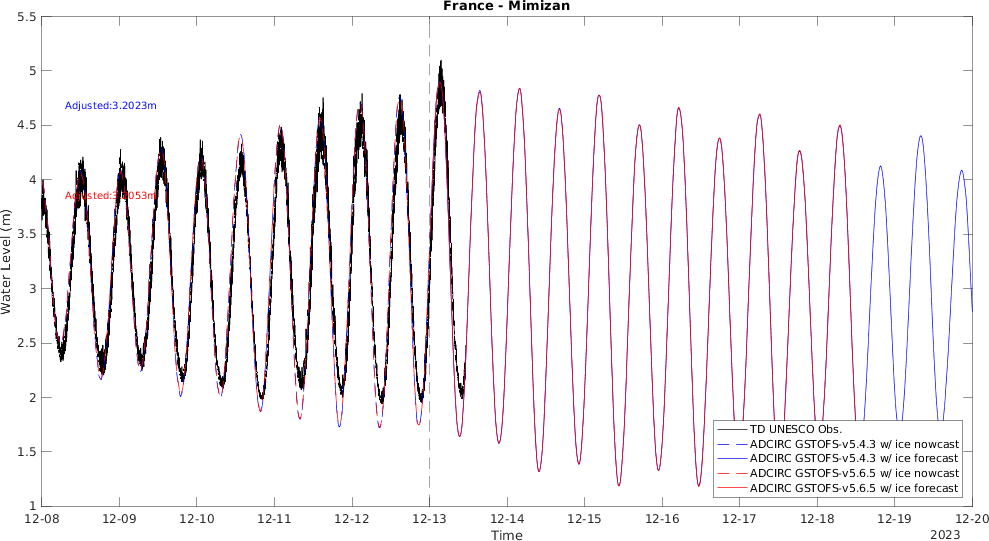 France - Mimizan
5.5
5
4.5
4
3.5
3
2.5
2
1.5
1
Water Level (m)
Adjusted:3.2023m
TD UNESCO Obs.
ADCIRC GSTOFS-v5.4.3 w/ ice nowcast
ADCIRC GSTOFS-v5.4.3 w/ ice forecast
ADCIRC GSTOFS-v5.6.5 w/ ice nowcast
ADCIRC GSTOFS-v5.6.5 w/ ice forecast
12-08 12-09 12-10 12-11 12-12 12-13 12-14 12-15 12-16 12-17 12-18 12-19 12-20
Time
2023